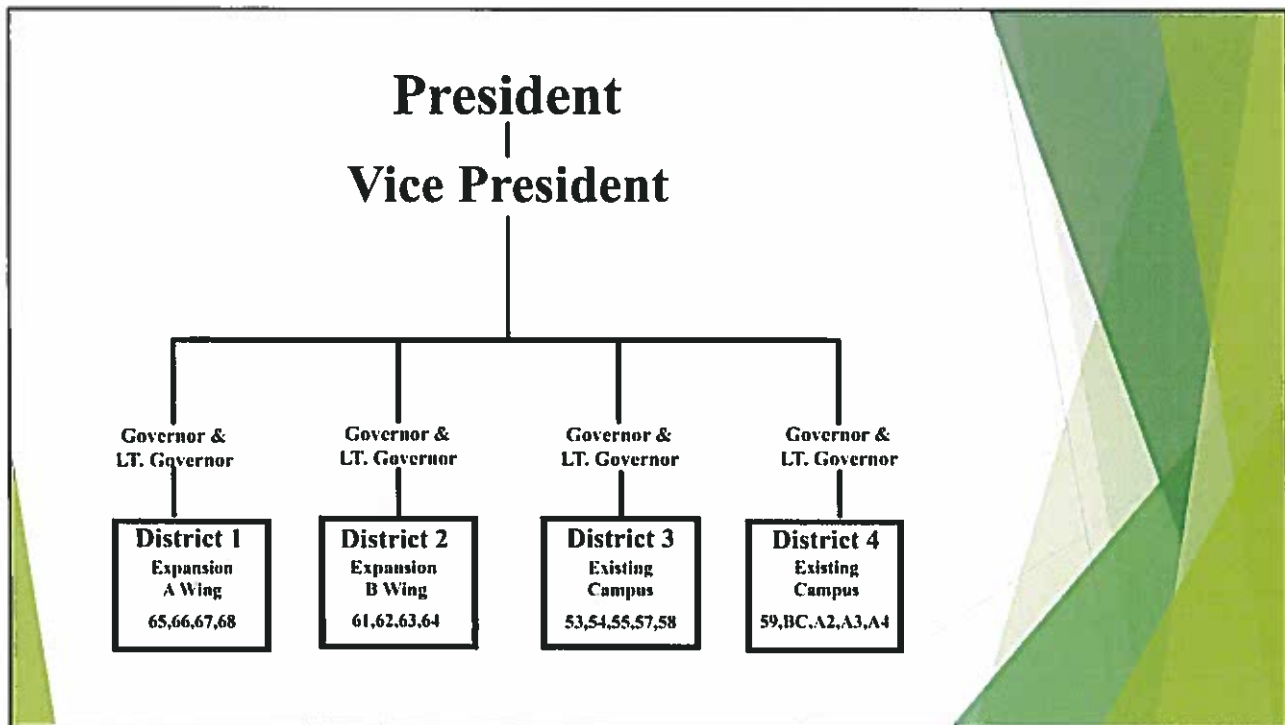 President
Vice President
Governor &
LT. Governor
Governor &
LT. Governor
Governor &
LT. Governor
Governor &
LT. Governor
District 1
Expansion
A Wing
65,66,67,68
District 2
Expansion
B Wing
61,62,63,64
District 3
Existing
Campus
53,54,55,57,58
District 4
Existing
Campus
59,BC,A2,A3,A4